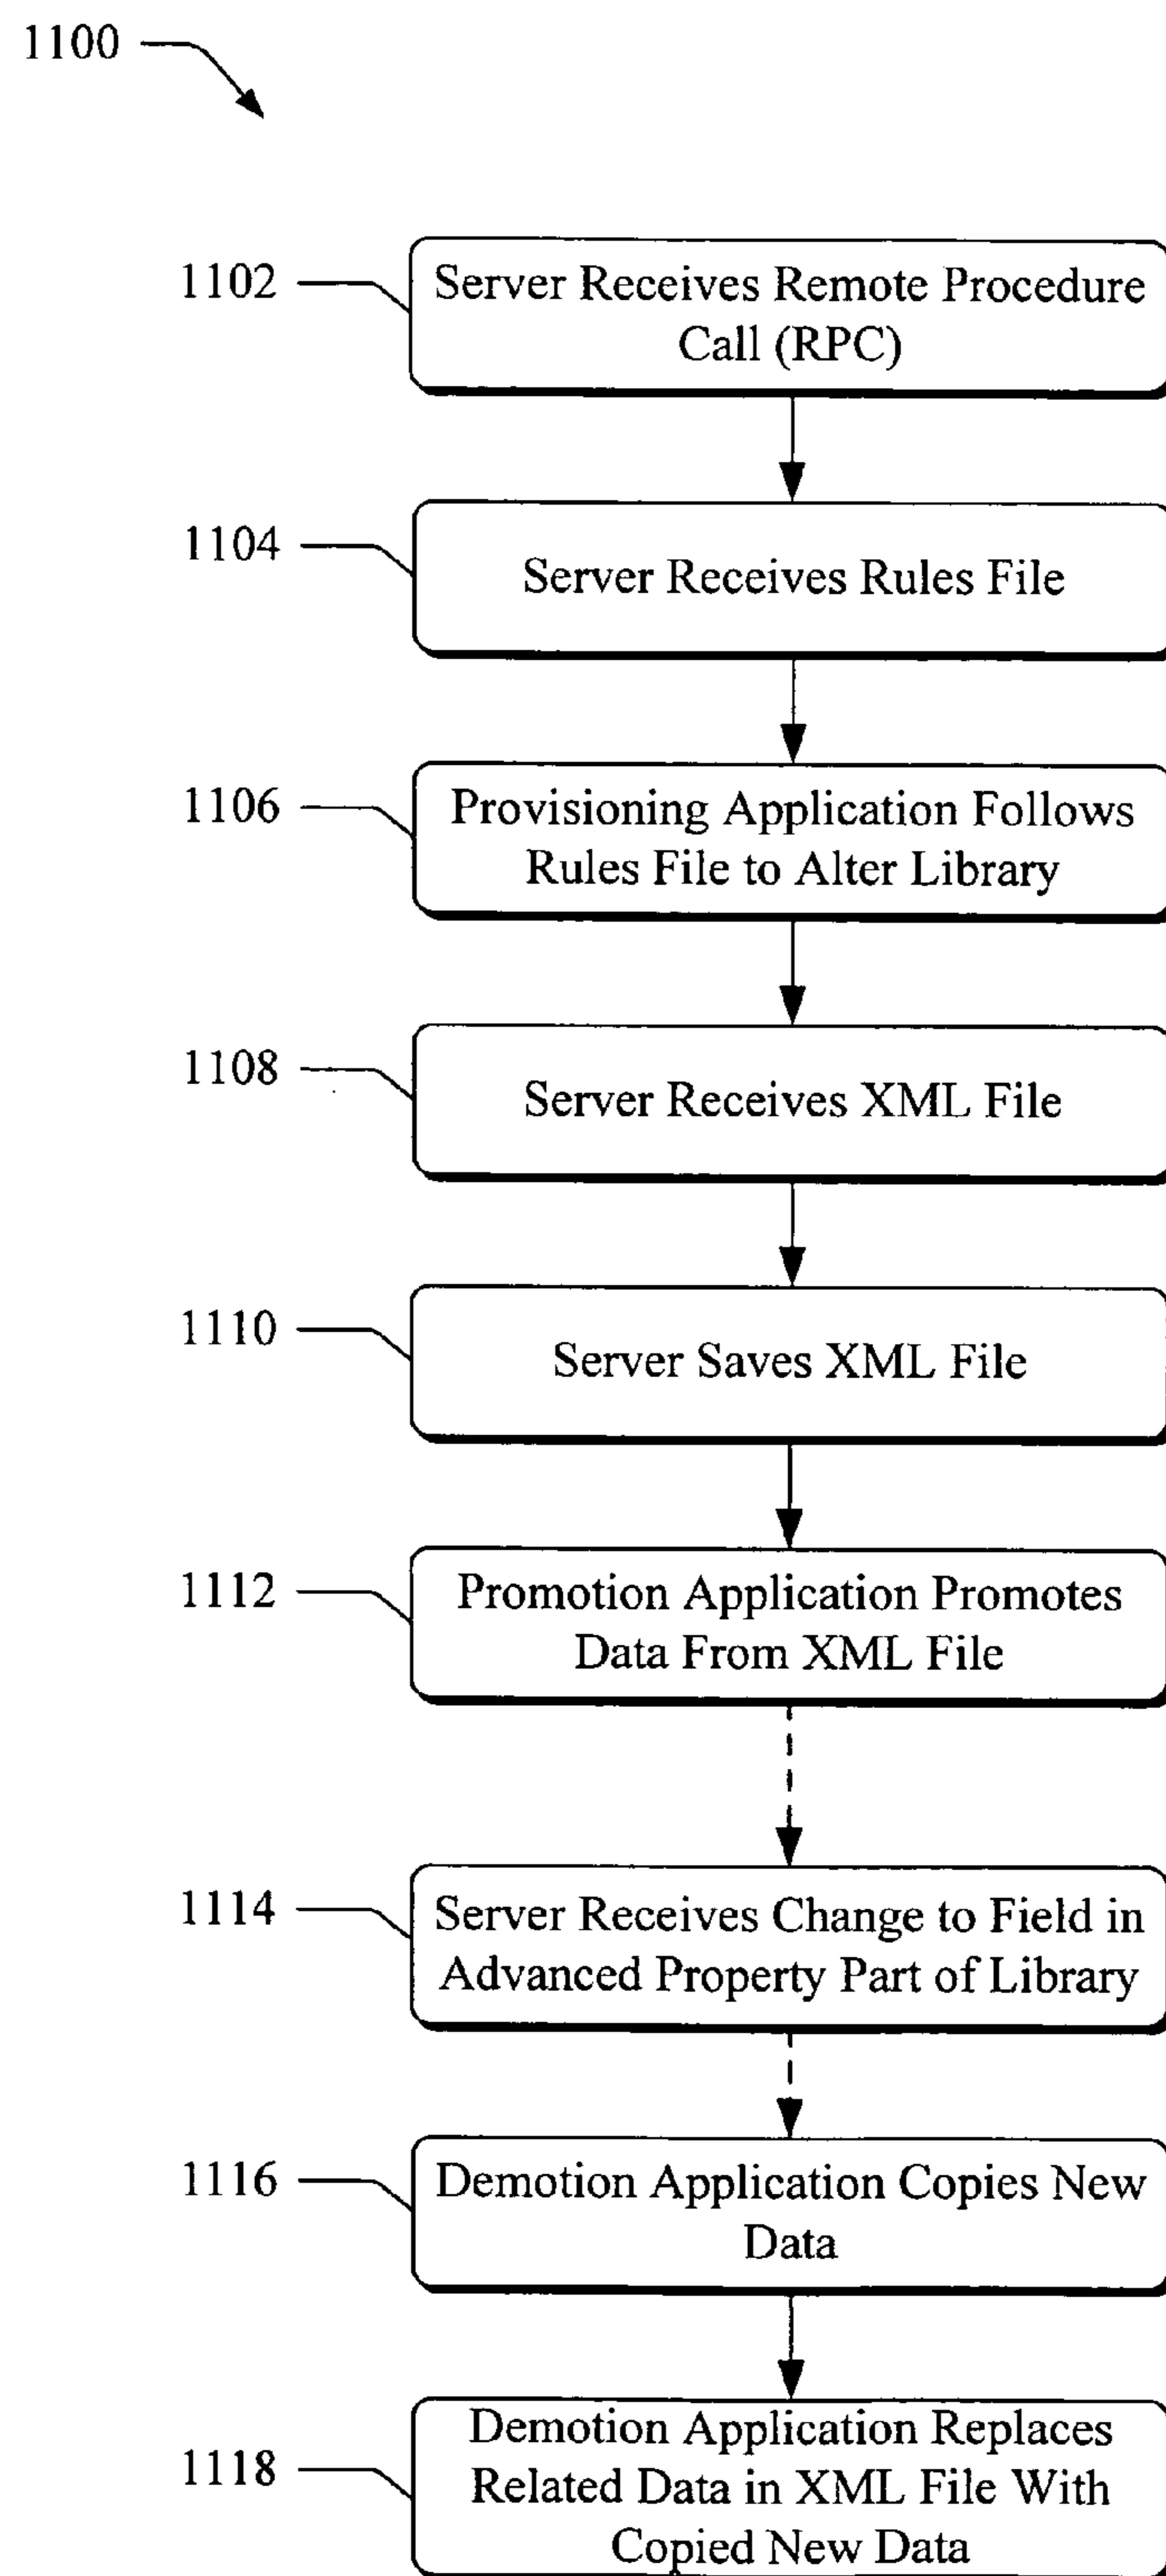 1100
1102
Server Receives Remote Procedure
Call (RPC)
1104
Server Receives Rules File
1106
Provisioning Application Follows
Rules File to Alter Library
1108
Server Receives XML File
1110
Server Saves XML File
1112
Promotion Application Promotes
Data From XML File
1114
Server Receives Change to Field in
Advanced Property Part of Library
1116
Demotion Application Copies New
Data
1118
Demotion Application Replaces
Related Data in XML File With
Copied New Data